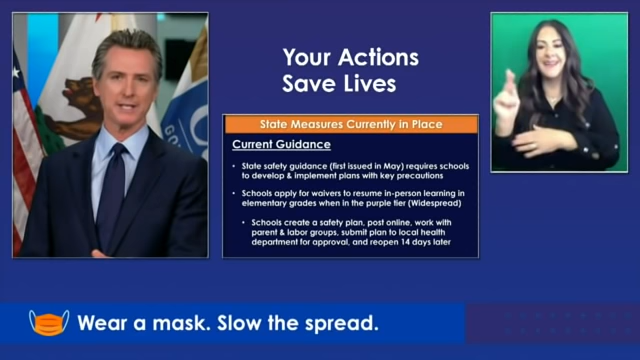 Your Actions
Save Lives
State Measures Currently in Place
Current Guidance
• State safety guidance (first issued in May) requires schools
to develop & implement plans with key precautions
• Schools apply for waivers to resume in-person learning in
elementary grades when in the purple tier (Widespread)
• Schools create a safety plan, post online, work with
parent & labor groups, submit plan to local health
department for approval, and reopen 14 days later
Wear a mask. Slow the spread.